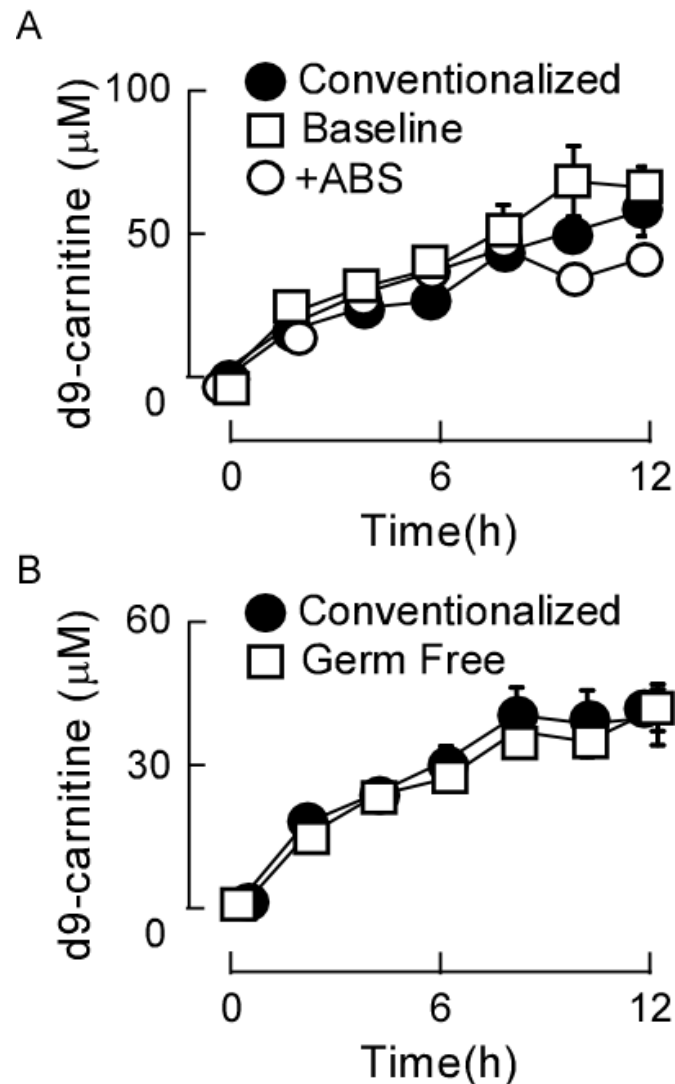 A
d9-carnitine (μM)
100
50
0
Conventionalized
Baseline
+ABS
0 6 12
Time(h)
B
d9-carnitine (μM)
60
30
0
Conventionalized
Germ Free
0 6 12
Time(h)